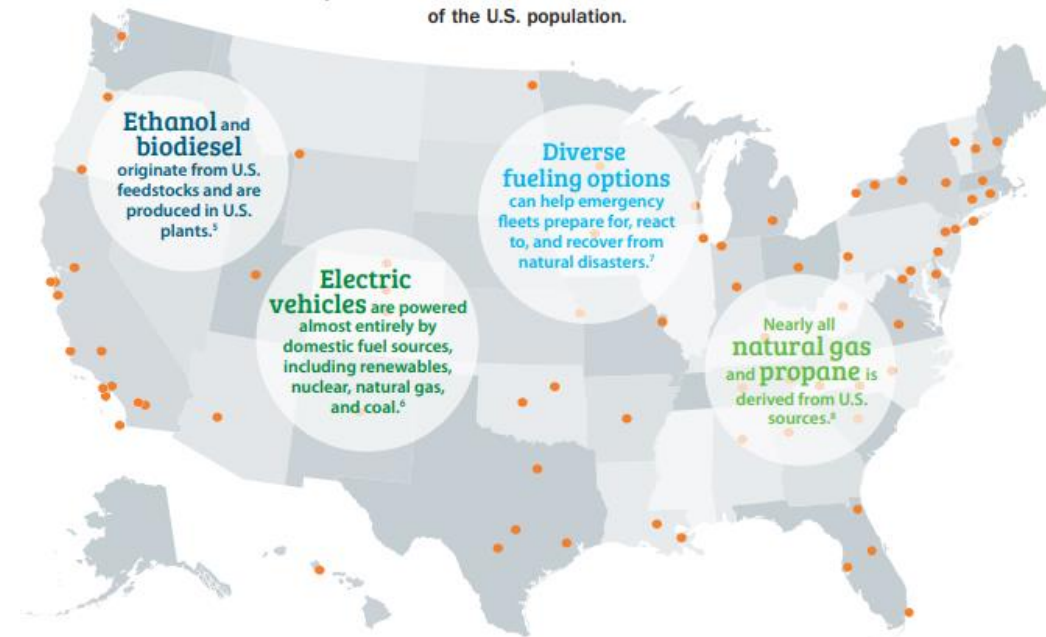 of the U.S. population.
Ethanol and
biodiesel
originate from U.S.
feedstocks and are
produced in U.S.
plants.⁵
Diverse
fueling options
can help emergency
fleets prepare for, react
to, and recover from
natural disasters.⁷
Electric
vehicles are powered
almost entirely by
domestic fuel sources,
including renewables,
nuclear, natural gas,
and coal.⁶
Nearly all
natural gas
and propane is
derived from U.S.
sources.⁸